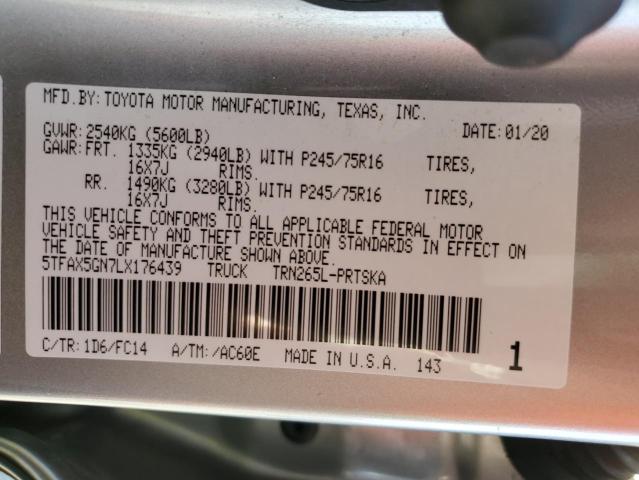 MFD.BY: TOYOTA MOTOR MANUFACTURING, TEXAS, INC.
GVWR: 2540KG (5600LB) DATE: 01/20
GAWR: FRT. 1335KG (2940LB) WITH P245/75R16 TIRES,
16X7J RIMS.
RR. 1490KG (3280LB) WITH P245/75R16 TIRES,
16X7J RIMS.
THIS VEHICLE CONFORMS TO ALL APPLICABLE FEDERAL MOTOR
VEHICLE SAFETY AND THEFT PREVENTION STANDARDS IN EFFECT ON
THE DATE OF MANUFACTURE SHOWN ABOVE.
5TFAX5GN7LX176439 TRUCK TRN265L-PRTSKA
C/TR: 1D6/FC14 A/TM: /AC60E MADE IN U.S.A. 143 1